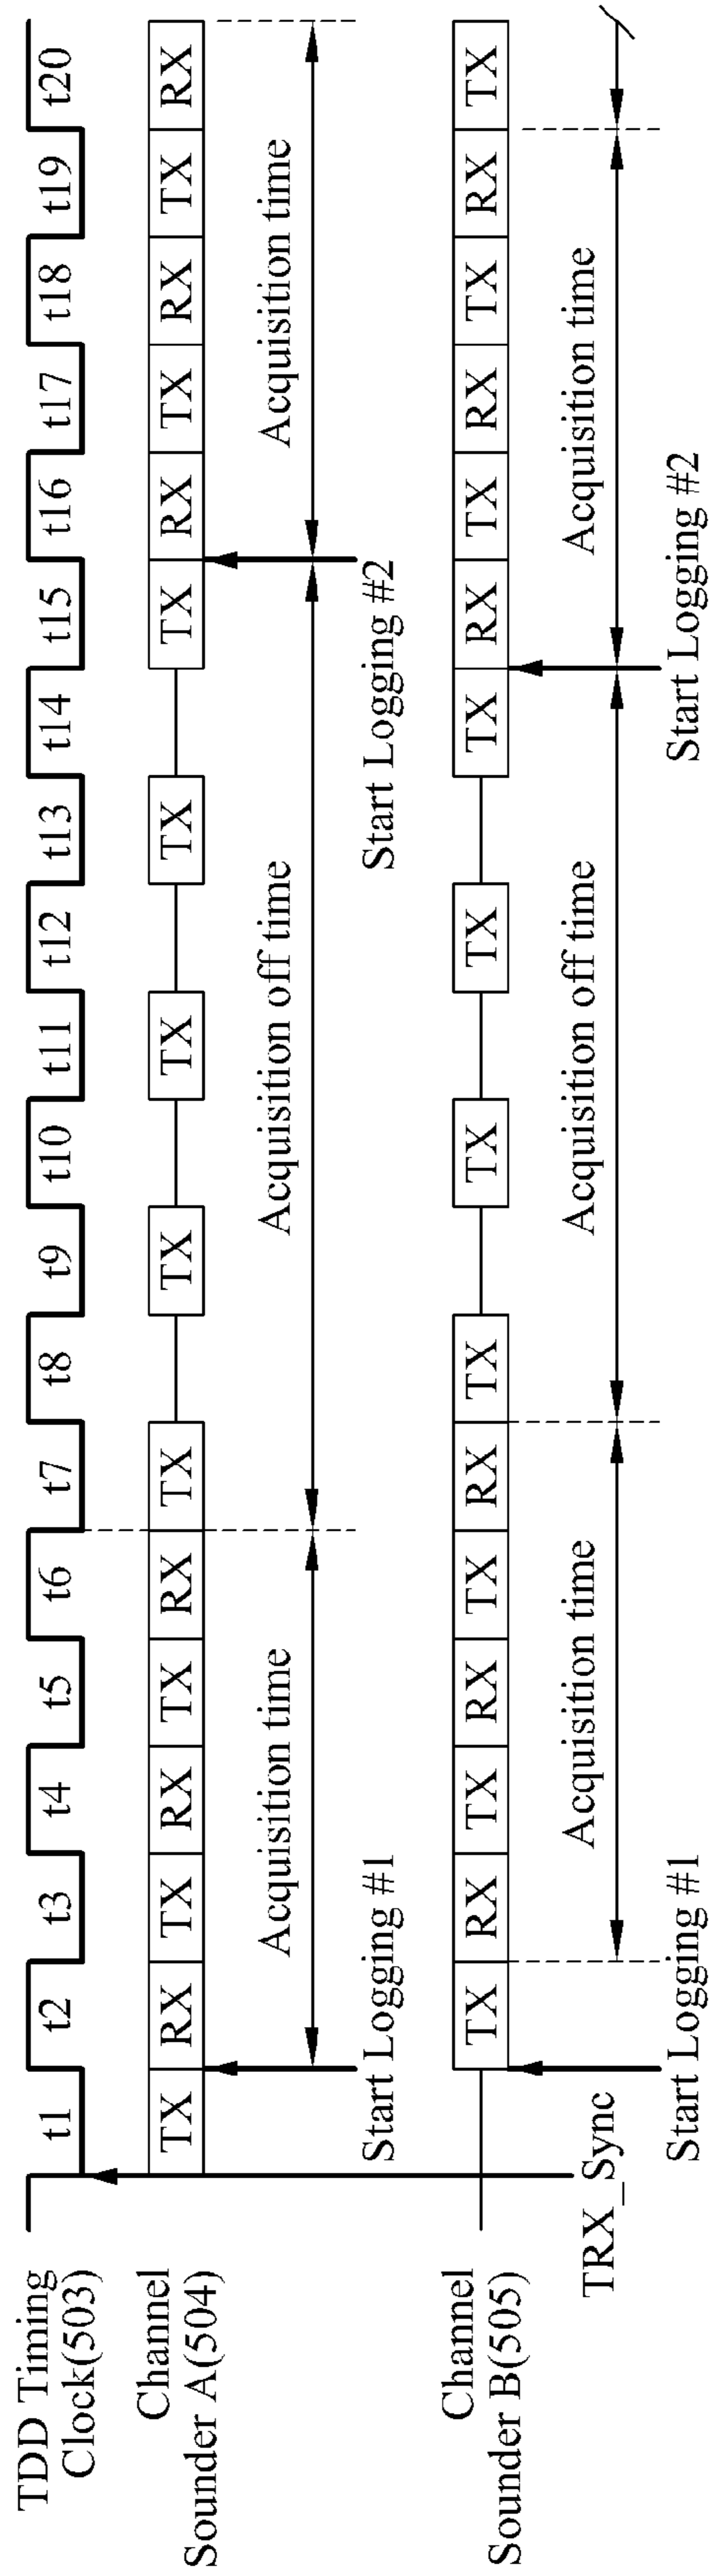 TDD Timing
Clock(503)
t1 t2 t3 t4 t5 t6 t7 t8 t9 t10 t11 t12 t13 t14 t15 t16 t17 t18 t19 t20
Channel
Sounder A(504)
TX RX TX RX TX RX TX TX TX TX TX RX TX RX TX RX
Acquisition time
Acquisition off time
Acquisition time
Start Logging #1
Start Logging #2
Channel
Sounder B(505)
TX RX TX RX TX RX TX TX TX TX RX TX RX TX RX TX
Acquisition time
Acquisition off time
Acquisition time
TRX_Sync
Start Logging #1
Start Logging #2